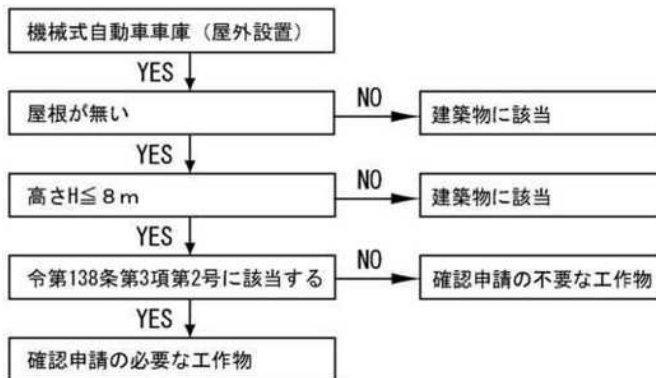 機械式自動車車庫（屋外設置）
YES
屋根が無い
NO
建築物に該当
YES
高さH≦８ｍ
NO
建築物に該当
YES
令第138条第3項第2号に該当する
NO
確認申請の不要な工作物
YES
確認申請の必要な工作物